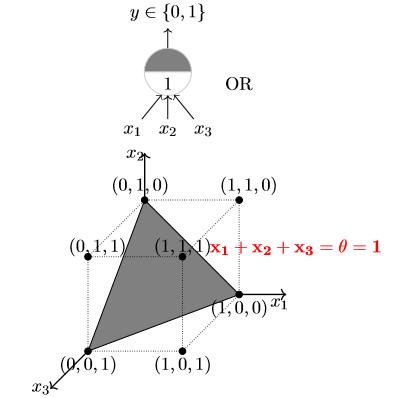 y ∈ {0, 1}
1
OR
x₁ x₂ x₃
x₂
(0, 1, 0) (1, 1, 0)
(0, 1, 1) (1, 1, 1) x₁ + x₂ + x₃ = θ = 1
(1, 0, 0) x₁
(0, 0, 1) (1, 0, 1)
x₃